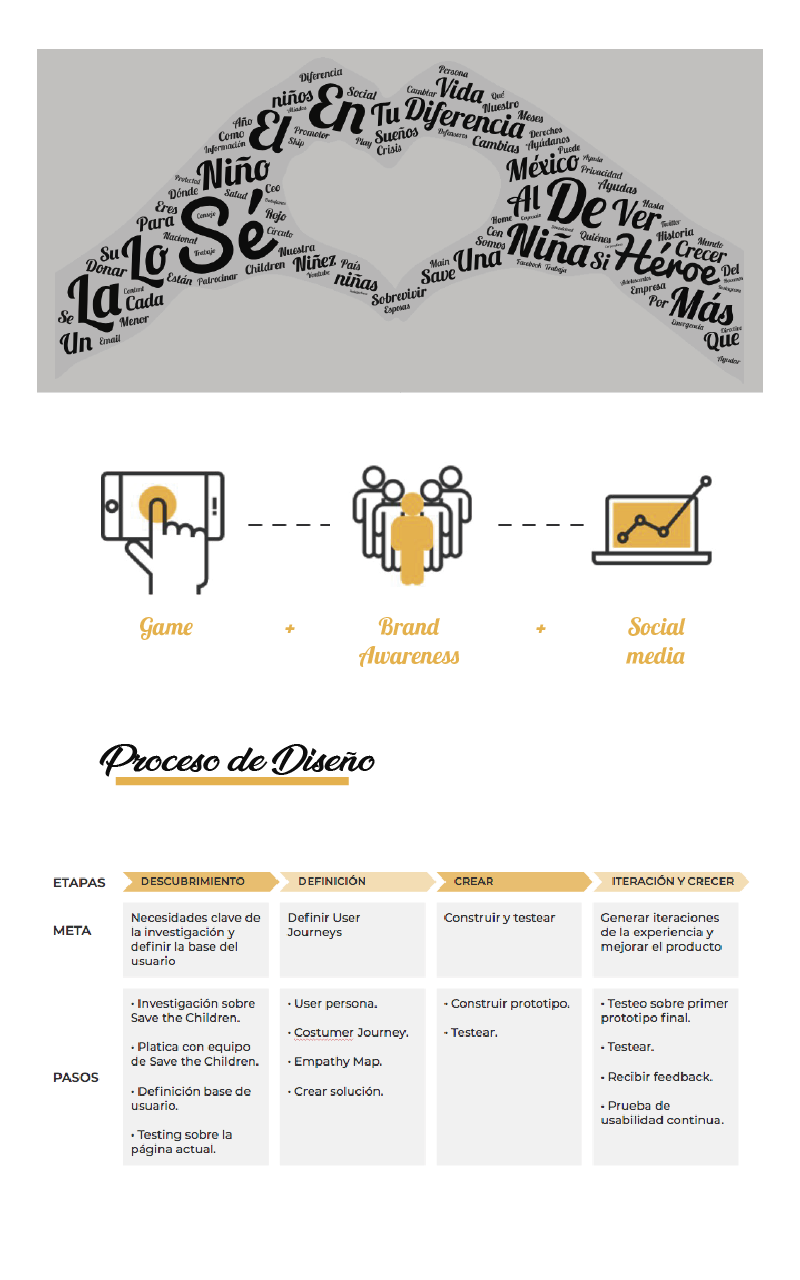 Diferencia
Persona
niños
Aliados
El
En
Social
Tu
Cambiar
Vida
Qué!
Nuestro
Diferencia
Meses
Año
Como
Información
Promotor
Ship
Play
Sueños
Crisis
Defensores
Cambias
Derechos
Ayúdanos
Puede
Niño
Protected
Dónde
Salud
Ceo
México
Ayuda
Privacidad
Ayudas
Eres
Para
Sé
Consejo
Trabajo
Rojo
Circulo
Al
De
Ver
Hasta
Twitter
Home
Con
Somos
Quiénes
Historia
Mundo
Su
Donar
Lo
Nacional
Nuestra
Niñez
Youtube
País
niñas
Children
Están
Patrocinar
Main
Save
Una
Niña
Si
Héroe
Crecer
Del
Facebook
Trabaja
Instagram
Se
La
Content
Cada
Menor
Un
Email
Sobrevivir
Esposas
Empresa
Por
Más
Emergencia
Directivo
Que
Ayudar
Game + Brand + Social
Awareness media
Proceso de Diseño
ETAPAS DESCUBRIMIENTO DEFINICIÓN CREAR ITERACIÓN Y CRECER
META
Necesidades clave de
la investigación y
definir la base del
usuario
Definir User
Journeys
Construir y testear
Generar iteraciones
de la experiencia y
mejorar el producto
PASOS
• Investigación sobre
Save the Children.
• Platica con equipo
de Save the Children.
• Definición base de
usuario.
• Testing sobre la
página actual.
• User persona.
• Costumer Journey.
• Empathy Map.
• Crear solución.
• Construir prototipo.
• Testear.
• Testeo sobre primer
prototipo final.
• Testear.
• Recibir feedback.
• Prueba de
usabilidad continua.